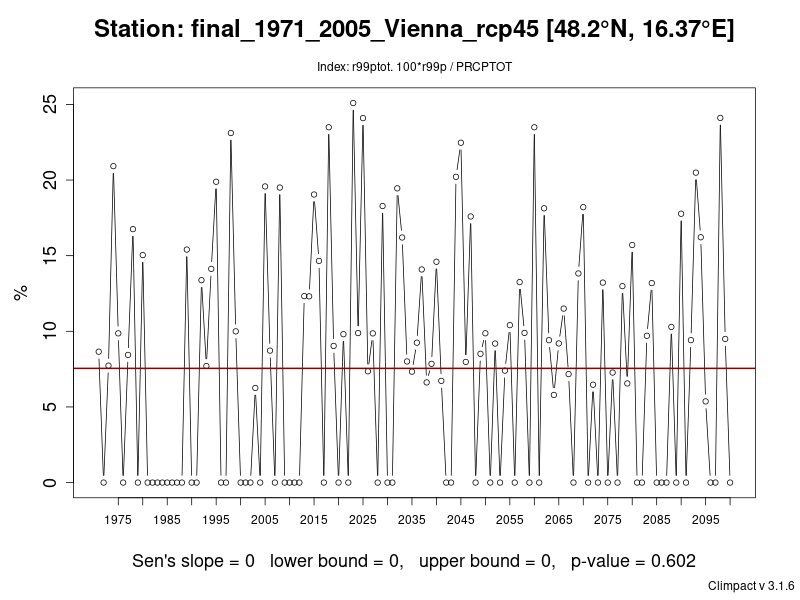 Station: final_1971_2005_Vienna_rcp45 [48.2°N, 16.37°E]
Index: r99ptot. 100*r99p / PRCPTOT
25
20
15
10
5
0
%
1975 1985 1995 2005 2015 2025 2035 2045 2055 2065 2075 2085 2095
Sen's slope = 0 lower bound = 0, upper bound = 0, p-value = 0.602
Climpact v 3.1.6